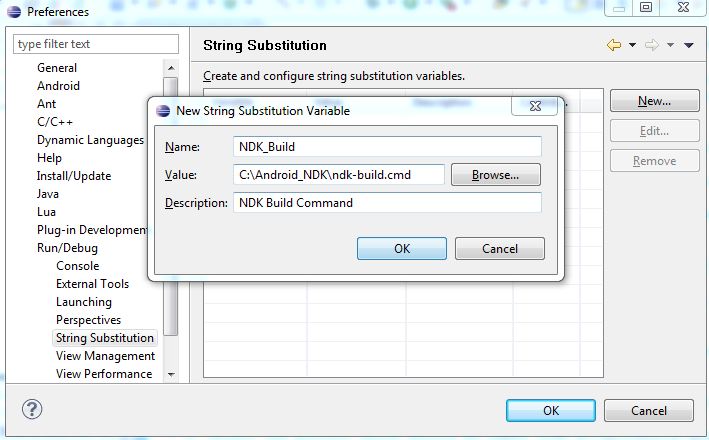 Preferences
type filter text
String Substitution
General
Android
Ant
C/C++
Dynamic Languages
Help
Install/Update
Java
Lua
Plug-in Development
Run/Debug
Console
External Tools
Launching
Perspectives
String Substitution
View Management
View Performance
Create and configure string substitution variables.
New...
Edit...
Remove
New String Substitution Variable
Name: NDK_Build
Value: C:\Android_NDK\ndk-build.cmd Browse...
Description: NDK Build Command
OK Cancel
? OK Cancel